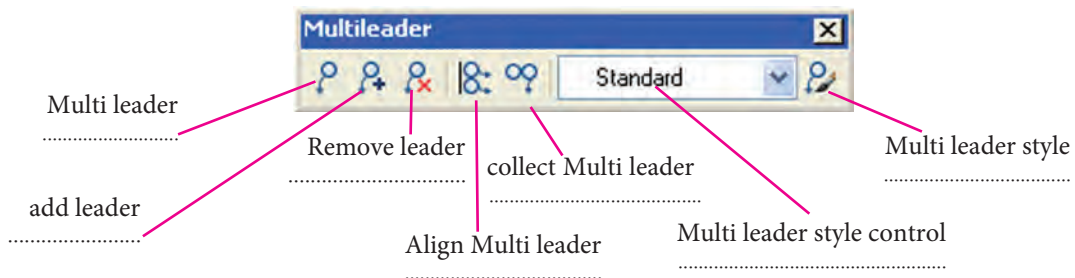 Multileader
Standard
Multi leader
Remove leader
collect Multi leader
Multi leader style
add leader
Align Multi leader
Multi leader style control